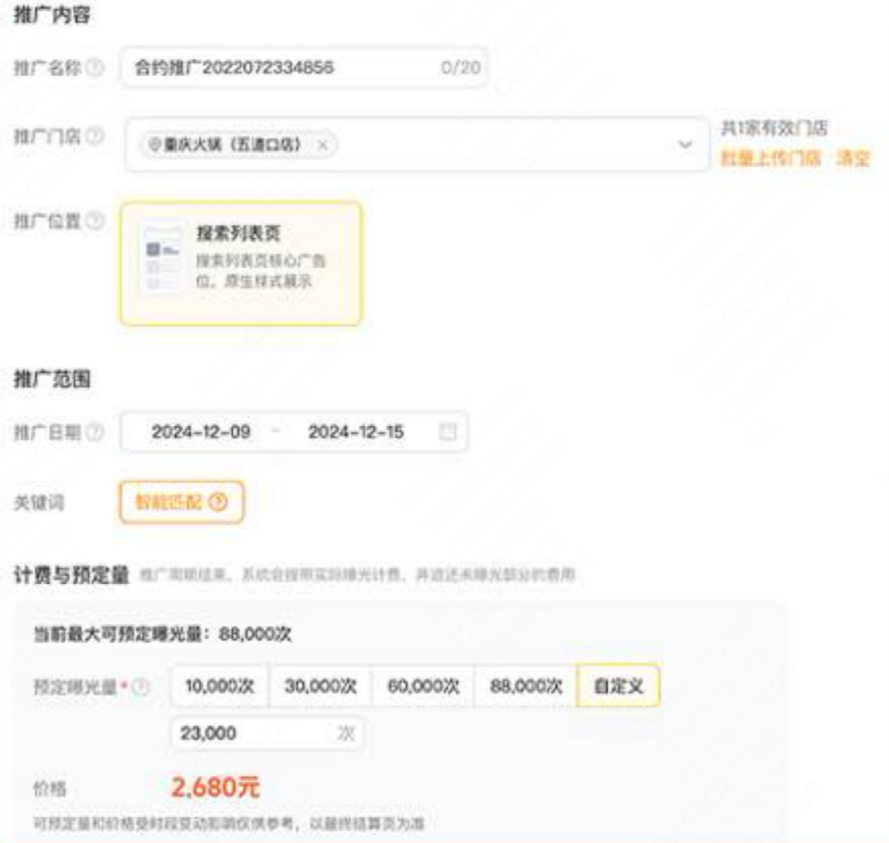 推广内容
推广名称 合约推广2022072334856 0/20
推广门店 重庆火锅（五道口店） × 共1家有效门店
批量上传门店 清空
推广位置 搜索列表页
搜索列表页核心广告
位，原生样式展示
推广范围
推广日期 2024-12-09 ~ 2024-12-15
关键词 智能匹配
计费与预定量 推广周期结束，系统会按照实际曝光计费，并退还未曝光部分的费用
当前最大可预定曝光量：88,000次
预定曝光量* 10,000次 30,000次 60,000次 88,000次 自定义
23,000 次
价格 2,680元
可预定量和价格受时段变动影响仅供参考，以最终结算页为准